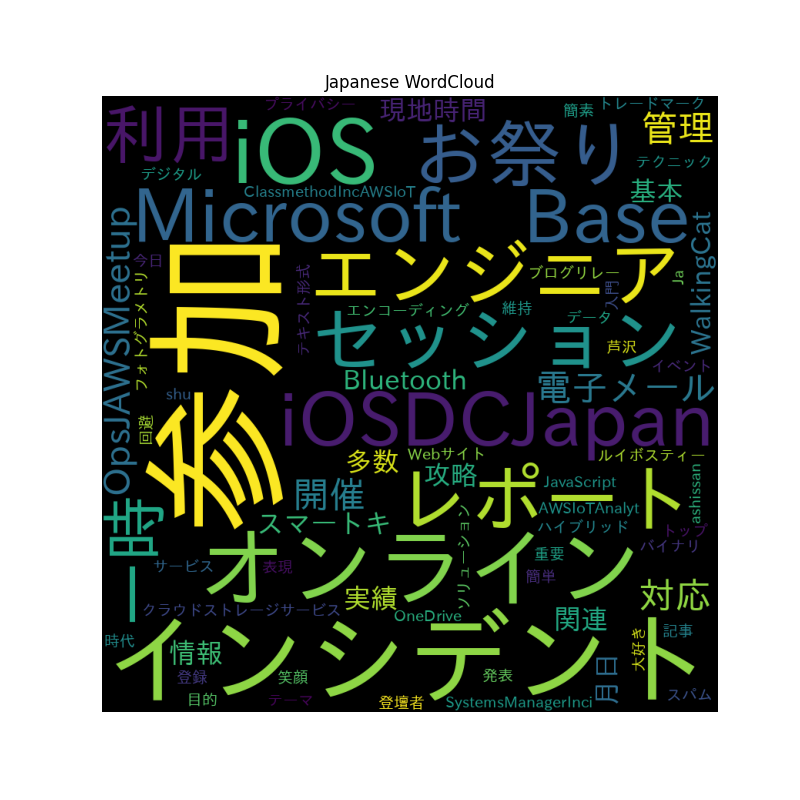 Japanese WordCloud
プライバシー
現地時間
簡素
トレードマーク
利用
iOS
お祭り
管理
テクニック
デジタル
ClassmethodIncAWSIoT
基本
Microsoft Base
OpsJAWSMeetup
今日
参加
エンジニア
ブログリレー
Ja
WalkingCat
フォトグラメトリ
テキスト形式
エンコーディング
維持
入門
データ
セッション
芦沢
イベント
shu
Bluetooth
電子メール
iOSDCJapan
回避
多数
Webサイト
ルイボスティー
攻略
JavaScript
ashissan
開催
レポート
AWSIoTAnalyt
ハイブリッド
トップ
バイナリ
一時
スマートキ
ソリューション
オンライン
重要
サービス
表現
簡単
実績
対応
クラウドストレージサービス
OneDrive
関連
時代
情報
インシデント
記事
大好き
登録
笑顔
発表
月日
スパム
目的
テーマ
登壇者
SystemsManagerInci